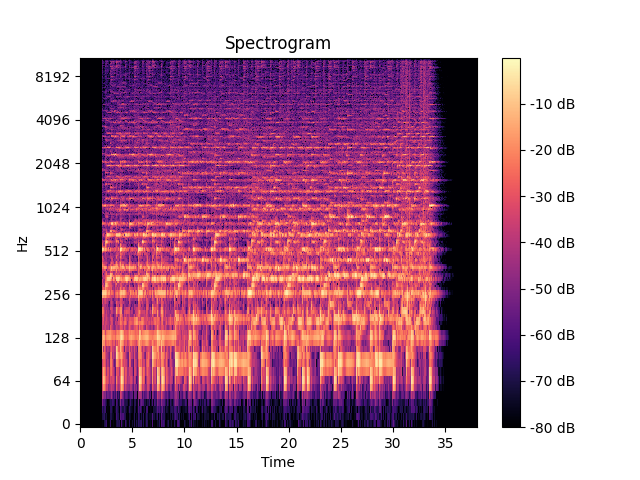 Spectrogram
Hz
8192
4096
2048
1024
512
256
128
64
0
0 5 10 15 20 25 30 35
Time
-10 dB
-20 dB
-30 dB
-40 dB
-50 dB
-60 dB
-70 dB
-80 dB